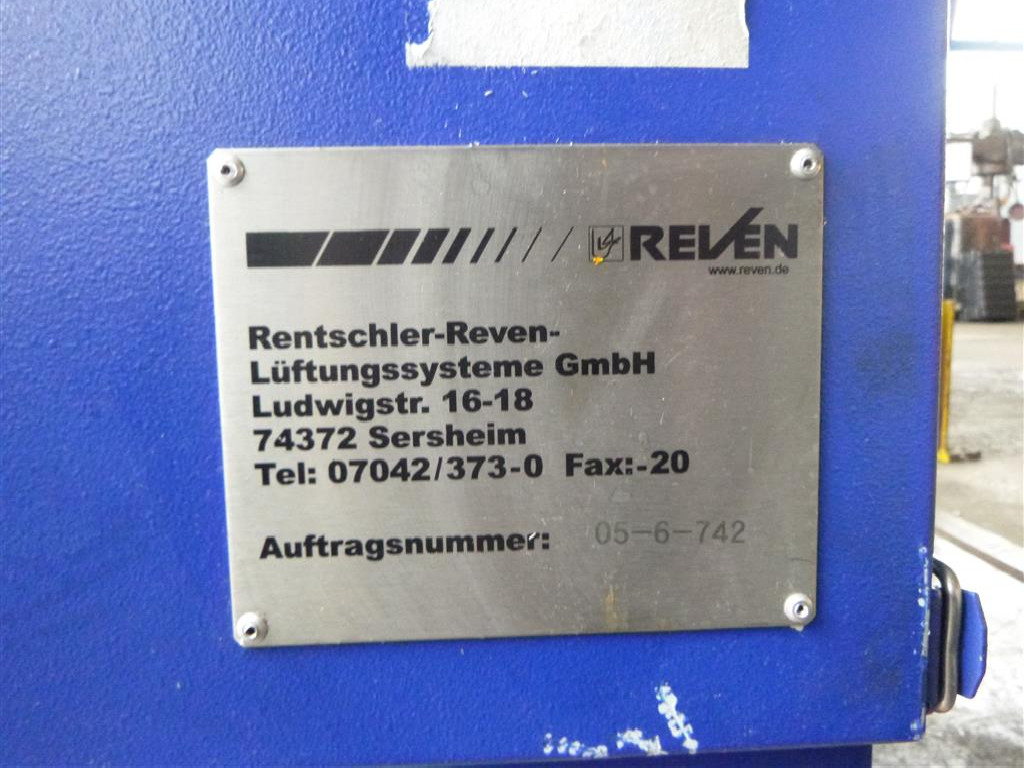 REVEN
www.reven.de
Rentschler-Reven-
Lüftungssysteme GmbH
Ludwigstr. 16-18
74372 Sersheim
Tel: 07042/373-0 Fax:-20
Auftragsnummer: 05-6-742